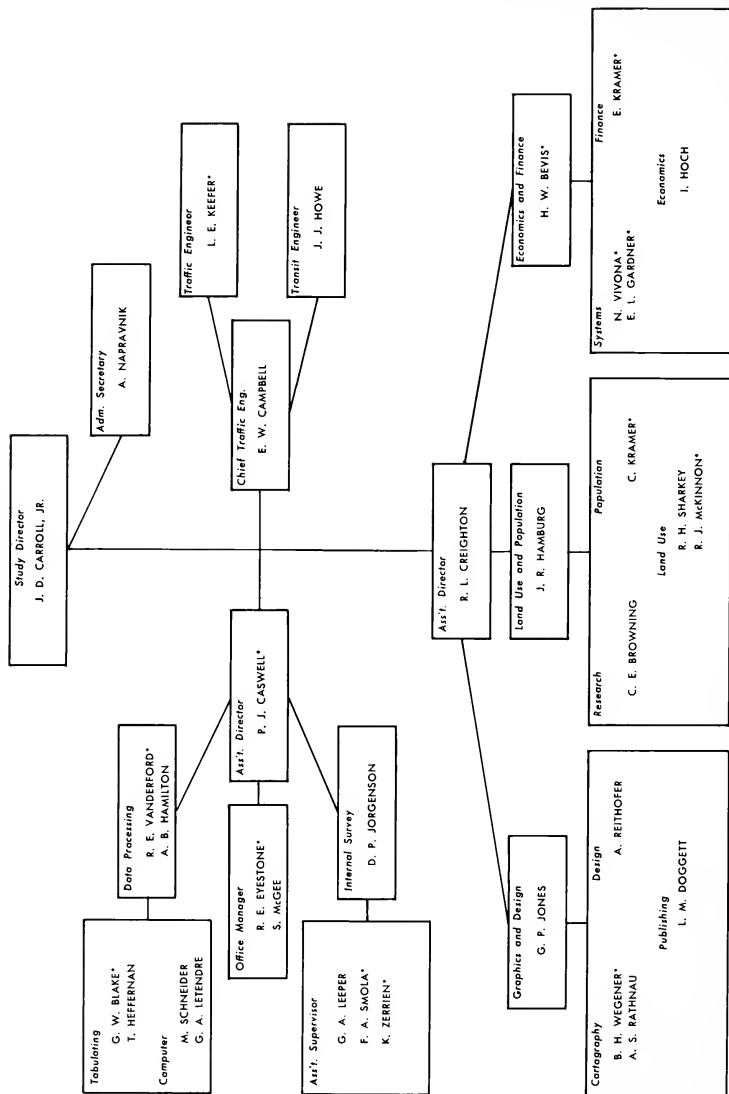 Study Director
J. D. CARROLL, JR.
Adm. Secretary
A. NAPRAVNIK
Tabulating
G. W. BLAKE*
T. HEFFERNAN
Computer
M. SCHNEIDER
G. A. LETENDRE
Data Processing
R. E. VANDERFORD*
A. B. HAMILTON
Office Manager
R. E. EYESTONE*
S. McGEE
Ass't. Director
P. J. CASWELL*
Ass't. Supervisor
G. A. LEEPER
F. A. SMOLA*
K. ZERRIEN*
Internal Survey
D. P. JORGENSON
Chief Traffic Eng.
E. W. CAMPBELL
Traffic Engineer
L. E. KEEFER*
Transit Engineer
J. J. HOWE
Ass't. Director
R. L. CREIGHTON
Graphics and Design
G. P. JONES
Land Use and Population
J. R. HAMBURG
Economics and Finance
H. W. BEVIS*
Cartagraphy
B. H. WEGENER*
A. S. RATHNAU
Design
A. REITHOFER
Publishing
L. M. DOGGETT
Research
C. E. BROWNING
Population
C. KRAMER*
Land Use
R. H. SHARKEY
R. J. McKINNON*
Systems
N. VIVONA*
E. L. GARDNER*
Finance
E. KRAMER*
Economics
I. HOCH